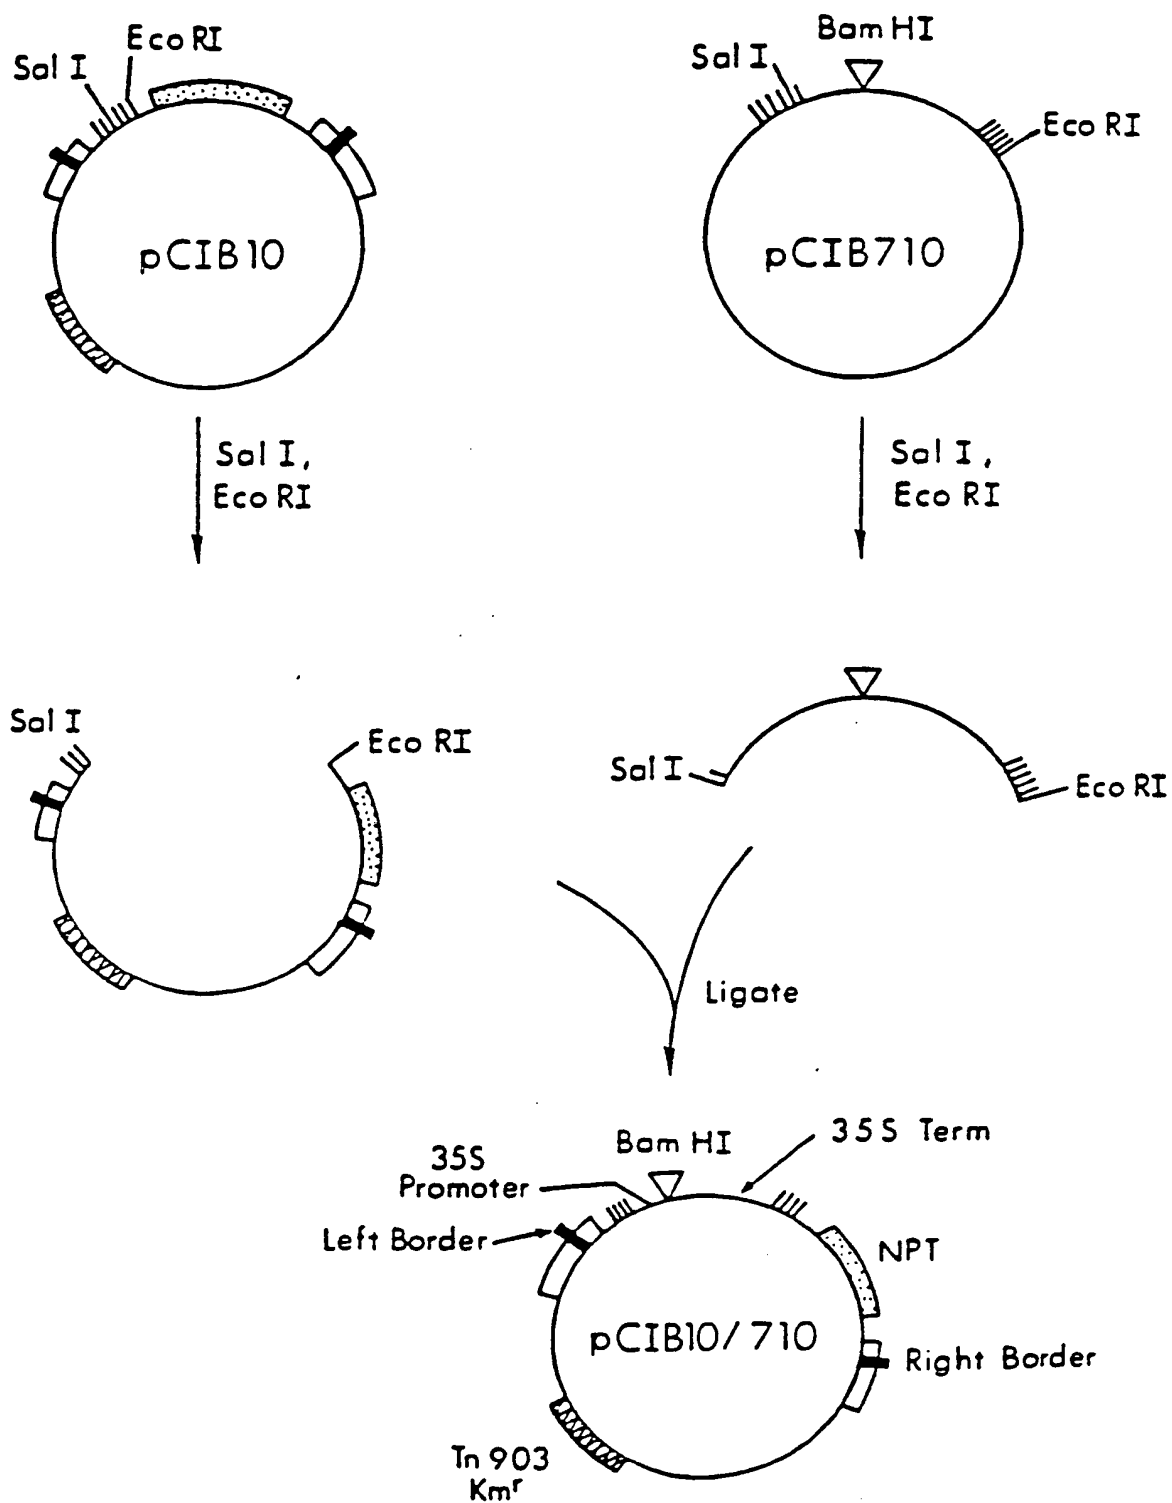 Eco RI
Sal I
pCIB10
Bam HI
Sal I
Eco RI
pCIB710
Sal I,
Eco RI
Sal I,
Eco RI
Sal I
Eco RI
Sal I
Eco RI
Ligate
35S Term
Bam HI
35S
Promoter
Left Border
NPT
pCIB10/710
Right Border
Tn 903
Kmʳ